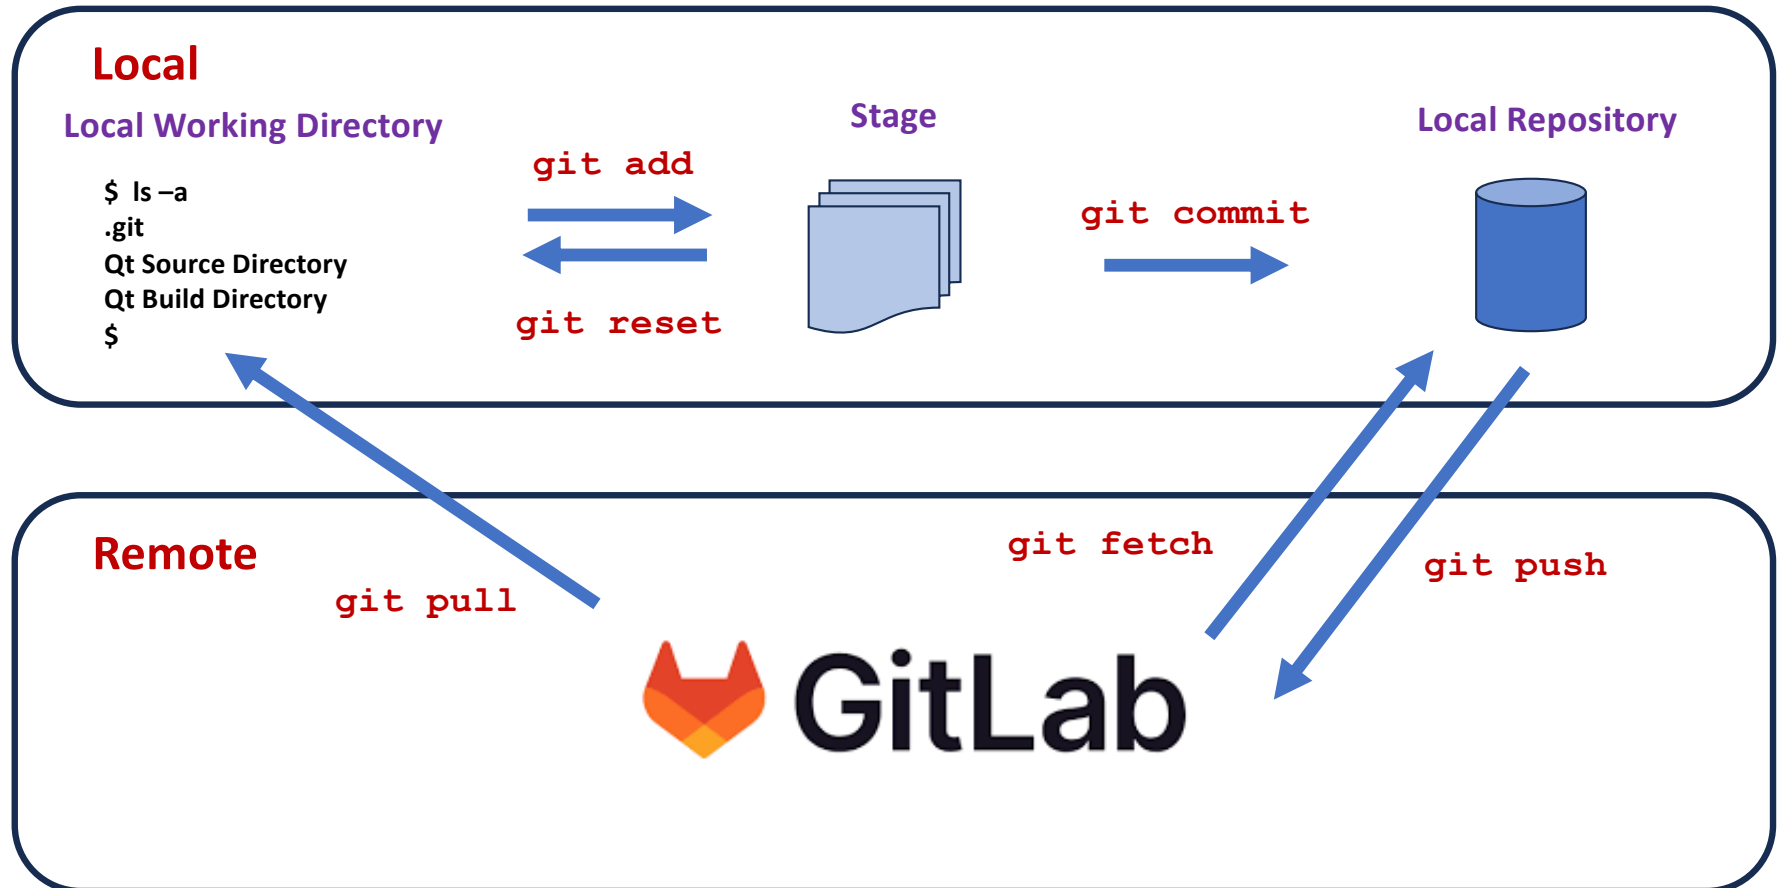 Local
Local Working Directory
$ ls –a
.git
Qt Source Directory
Qt Build Directory
$
git add
git reset
Stage
git commit
Local Repository
Remote
git pull
git fetch
git push
GitLab